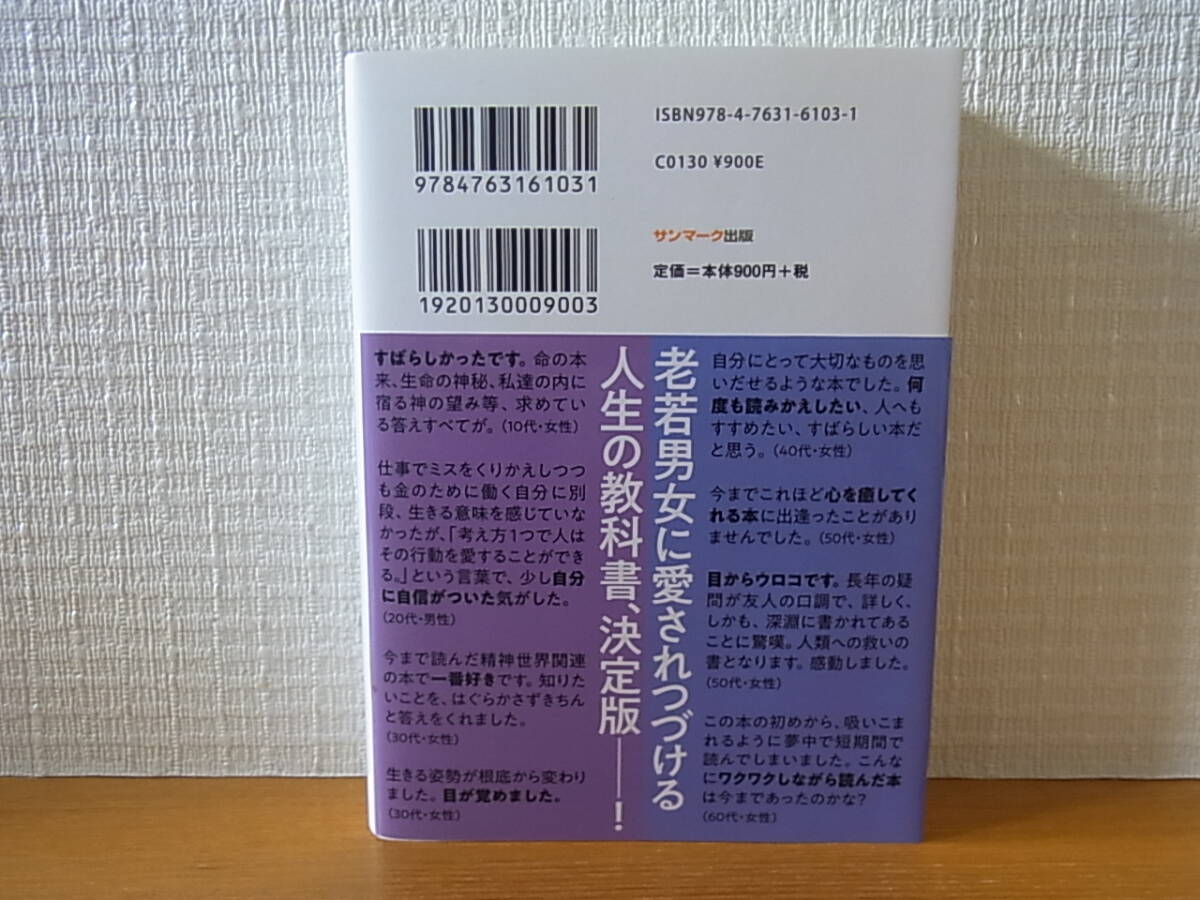 9784763161031
ISBN978-4-7631-6103-1
C0130 ¥900E
1920130009003
サンマーク出版
定価＝本体900円＋税
老若男女に愛されつづける
人生の教科書、決定版――！
自分にとって大切なものを思
いだせるような本でした。何
度も読みかえしたい、人へも
すすめたい、すばらしい本だ
と思う。（40代・女性）
今までこれほど心を癒してく
れる本に出逢ったことがあり
ませんでした。（50代・女性）
目からウロコです。長年の疑
問が友人の口調で、詳しく、
しかも、深淵に書かれてある
ことに驚嘆。人類への救いの
書となります。感動しました。
（50代・女性）
この本の初めから、吸いこま
れるように夢中で短期間で
読んでしまいました。こんな
にワクワクしながら読んだ本
は今まであったのかな？
（60代・女性）
すばらしかったです。命の本
来、生命の神秘、私達の内に
宿る神の望み等、求めてい
る答えすべてが。（10代・女性）
仕事でミスをくりかえしつつ
も金のために働く自分に別
段、生きる意味を感じていな
かったが、「考え方1つで人は
その行動を愛することができ
る。」という言葉で、少し自分
に自信がついた気がした。
（20代・男性）
今まで読んだ精神世界関連
の本で一番好きです。知りた
いことを、はぐらかさずきちん
と答えをくれました。
（30代・女性）
生きる姿勢が根底から変わり
ました。目が覚めました。
（30代・女性）